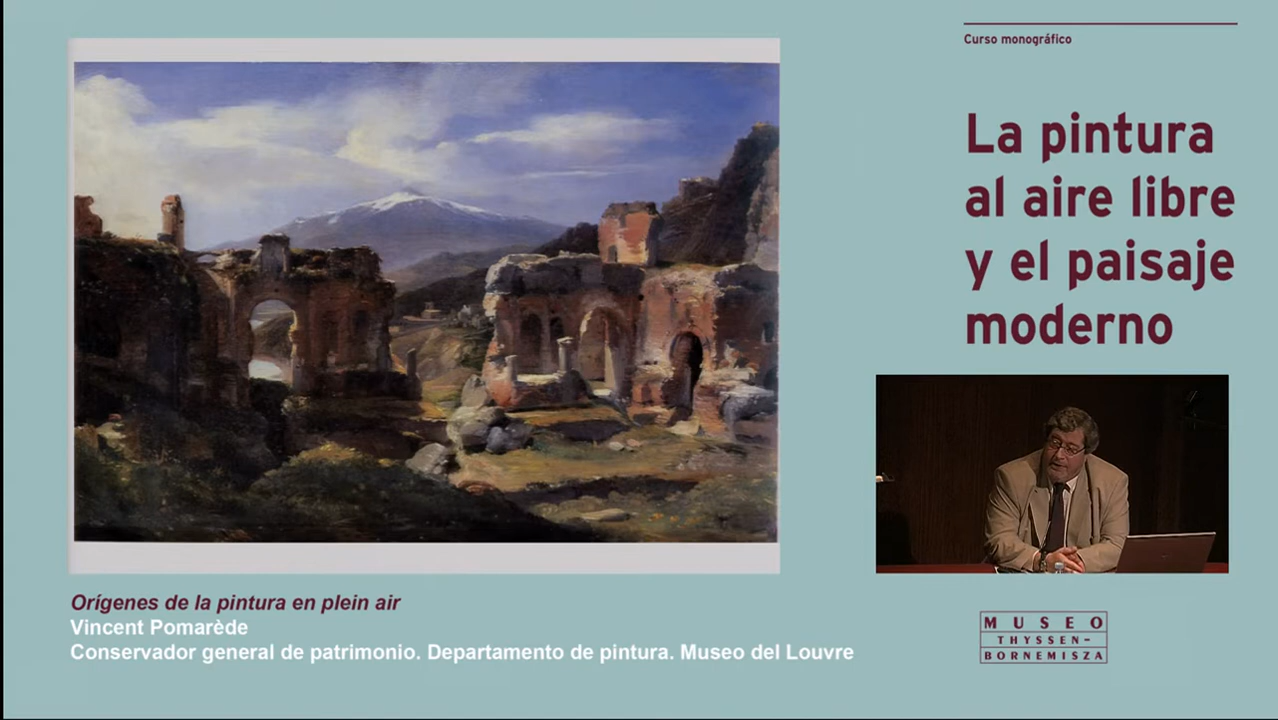 Curso monográfico
La pintura
al aire libre
y el paisaje
moderno
Orígenes de la pintura en plein air
Vincent Pomarède
Conservador general de patrimonio. Departamento de pintura. Museo del Louvre
MUSEO
THYSSEN-
BORNEMISZA